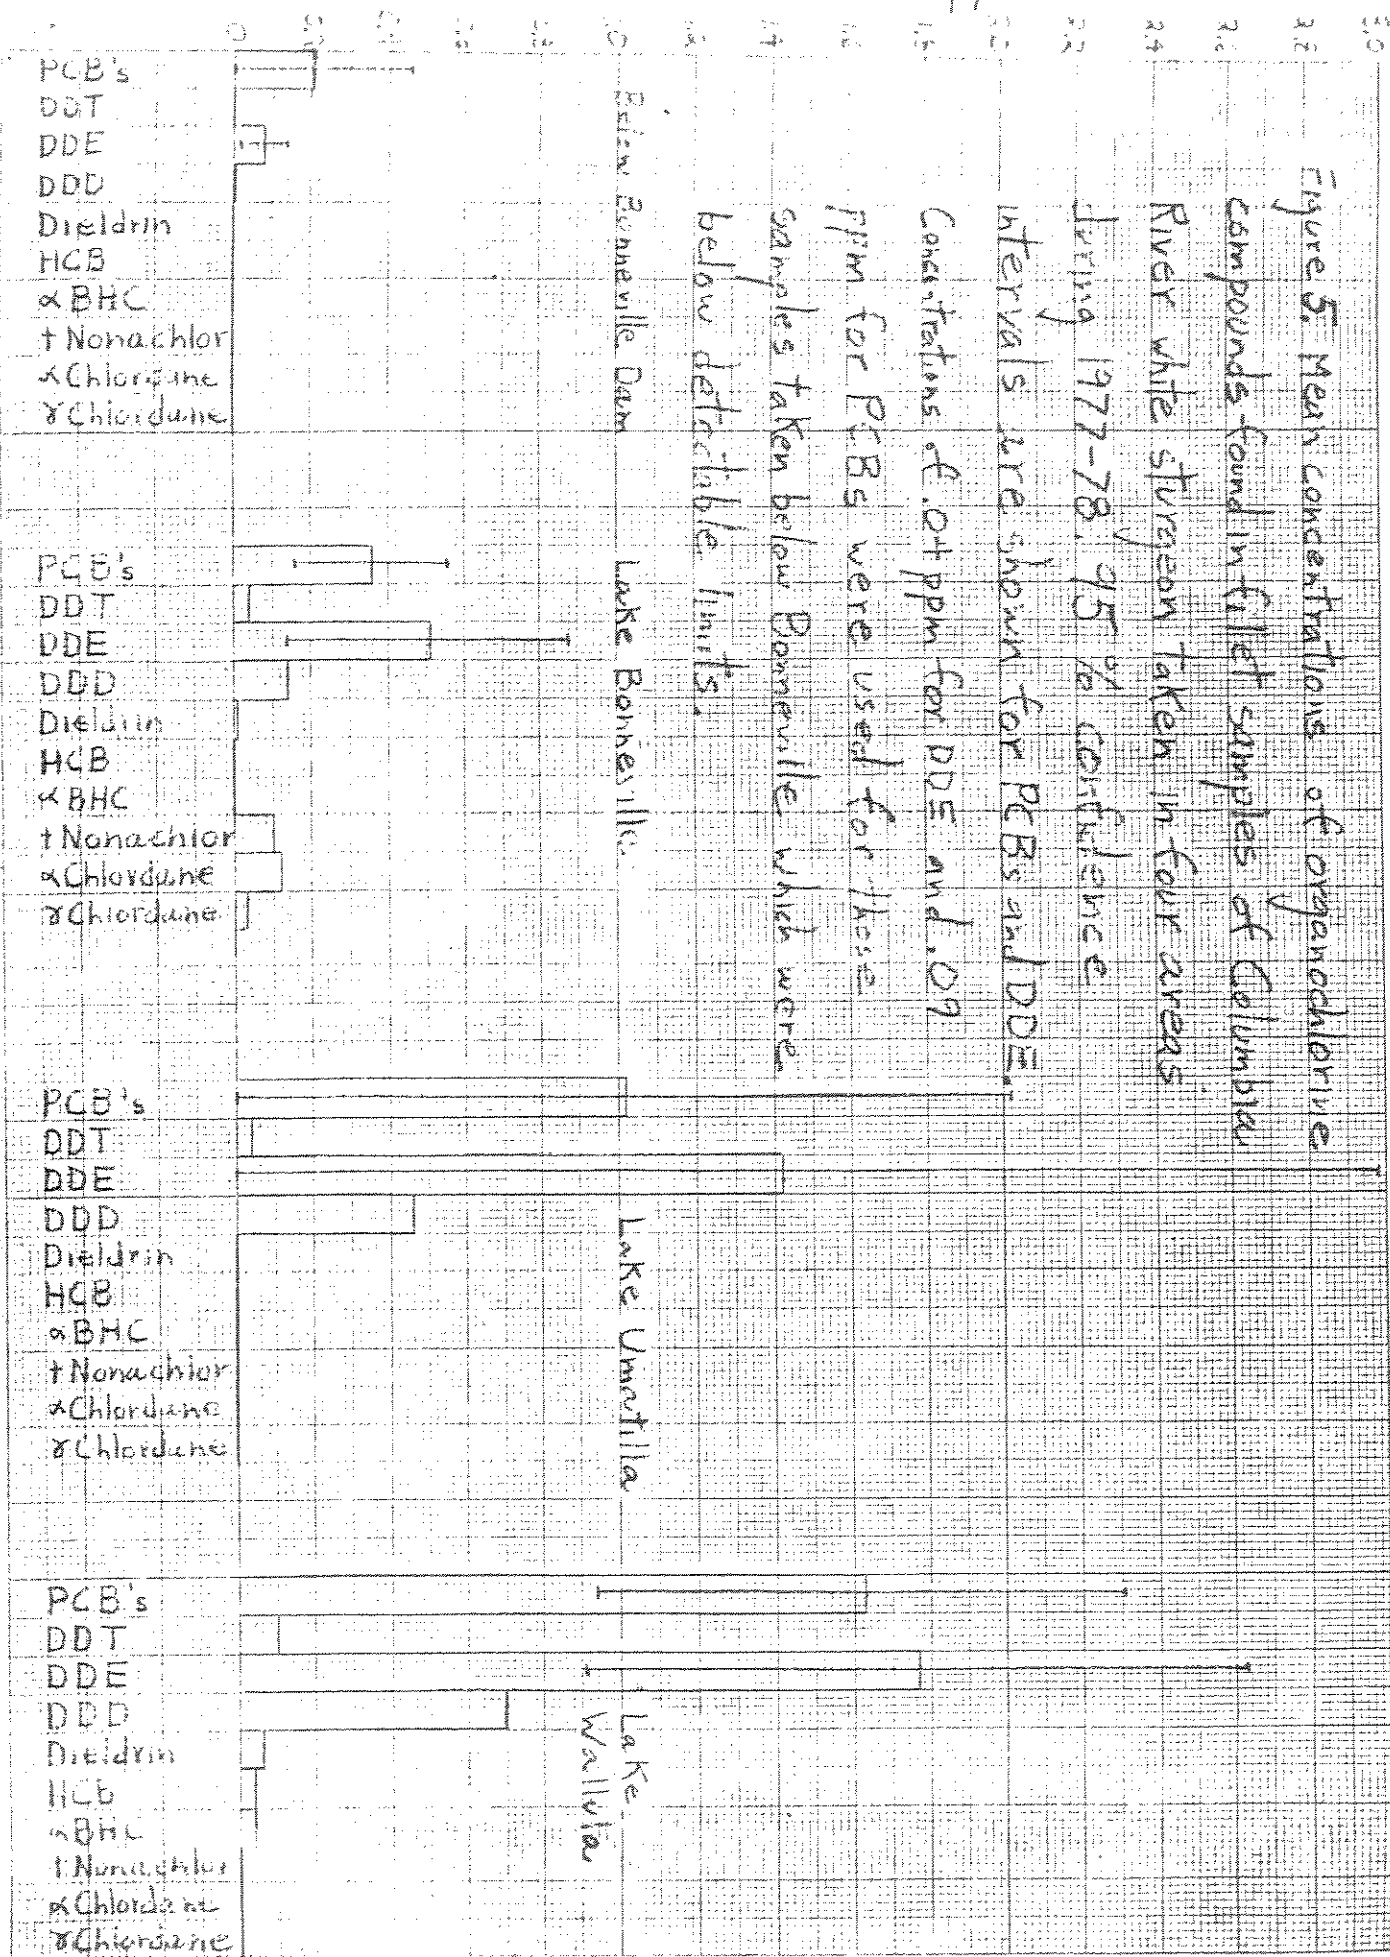 Figure 5. Mean concentrations of organochlorine
compounds found in fillet samples of Columbia
River white sturgeon taken in four areas
during 1977-78. 95% confidence
intervals are shown for PCBs and DDE.
Concentrations of .04 ppm for DDE and .09
ppm for PCBs were used for those
samples taken below Bonneville which were
below detectible limits.
Below Bonneville Dam
PCB's
DDT
DDE
DDD
Dieldrin
HCB
αBHC
t Nonachlor
αChlordane
γChlordane
Lake Bonneville
PCB's
DDT
DDE
DDD
Dieldrin
HCB
αBHC
t Nonachlor
αChlordane
γChlordane
Lake Umatilla
PCB's
DDT
DDE
DDD
Dieldrin
HCB
αBHC
t Nonachlor
αChlordane
γChlordane
Lake
Wallula
PCB's
DDT
DDE
DDD
Dieldrin
HCB
αBHC
t Nonachlor
αChlordane
γChlordane